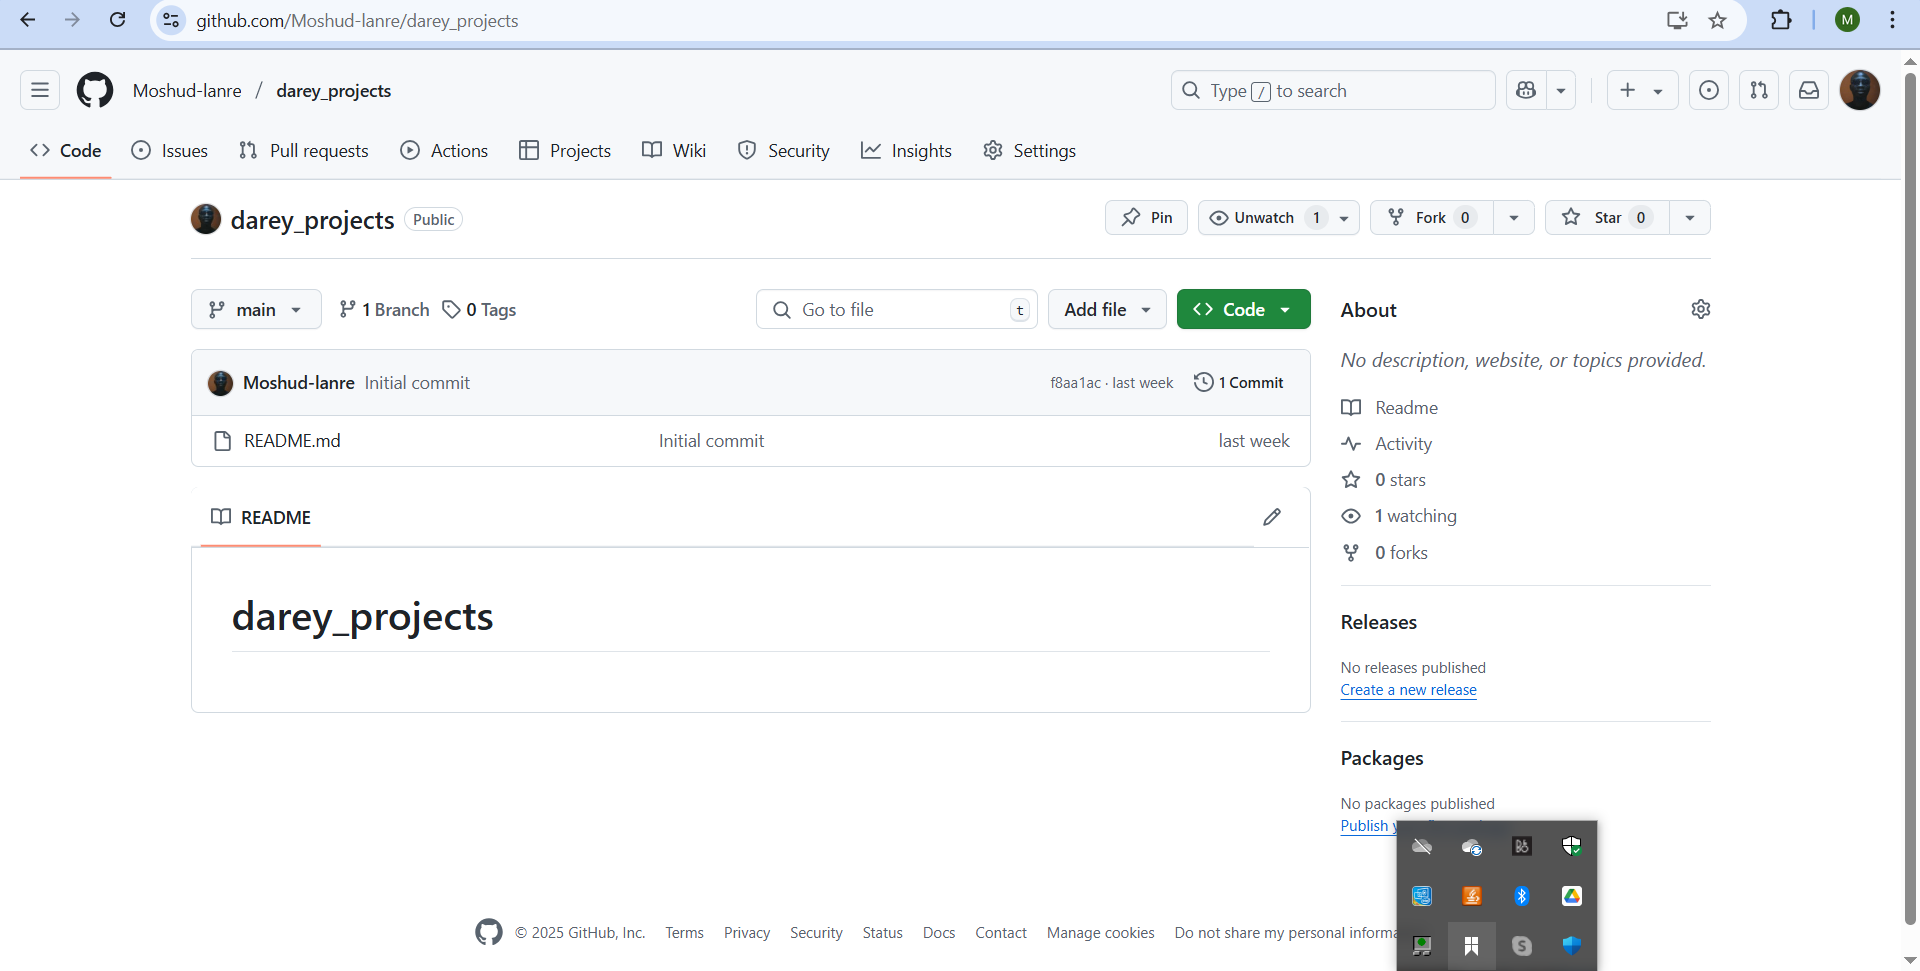 github.com/Moshud-lanre/darey_projects
M
Moshud-lanre / darey_projects
Type / to search
Code
Issues
Pull requests
Actions
Projects
Wiki
Security
Insights
Settings
darey_projects
Public
Pin
Unwatch 1
Fork 0
Star 0
main
1 Branch
0 Tags
Go to file
t
Add file
Code
Moshud-lanre Initial commit
f8aa1ac · last week
1 Commit
README.md
Initial commit
last week
README
darey_projects
About
No description, website, or topics provided.
Readme
Activity
0 stars
1 watching
0 forks
Releases
No releases published
Create a new release
Packages
No packages published
Publish
© 2025 GitHub, Inc.
Terms
Privacy
Security
Status
Docs
Contact
Manage cookies
Do not share my personal informa